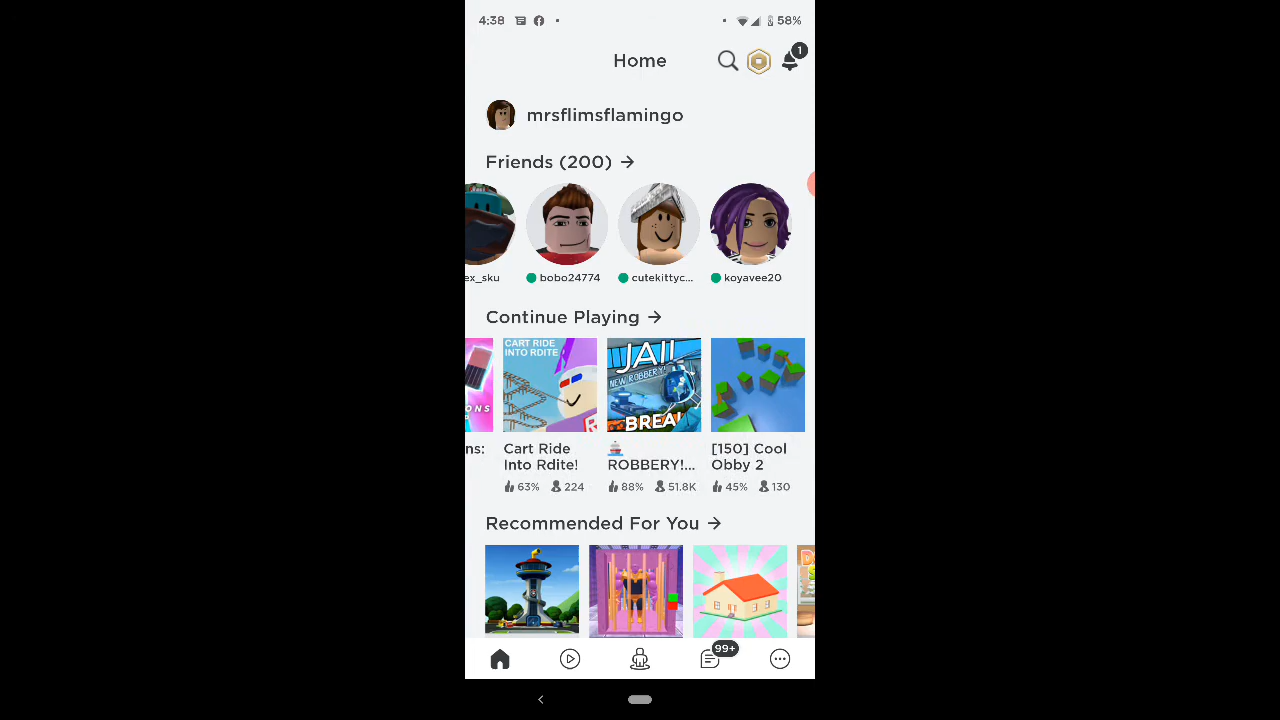 4:38
58%
Home
1
mrsflimsflamingo
Friends (200) →
ex_sku
bobo24774
cutekittyc...
koyavee20
Continue Playing →
ONS
CART RIDE
INTO RDITE
JAIL
NEW ROBBERY!
BREAK
ns:
Cart Ride
Into Rdite!
🚢
ROBBERY!...
[150] Cool
Obby 2
63%
224
88%
51.8K
45%
130
Recommended For You →
99+